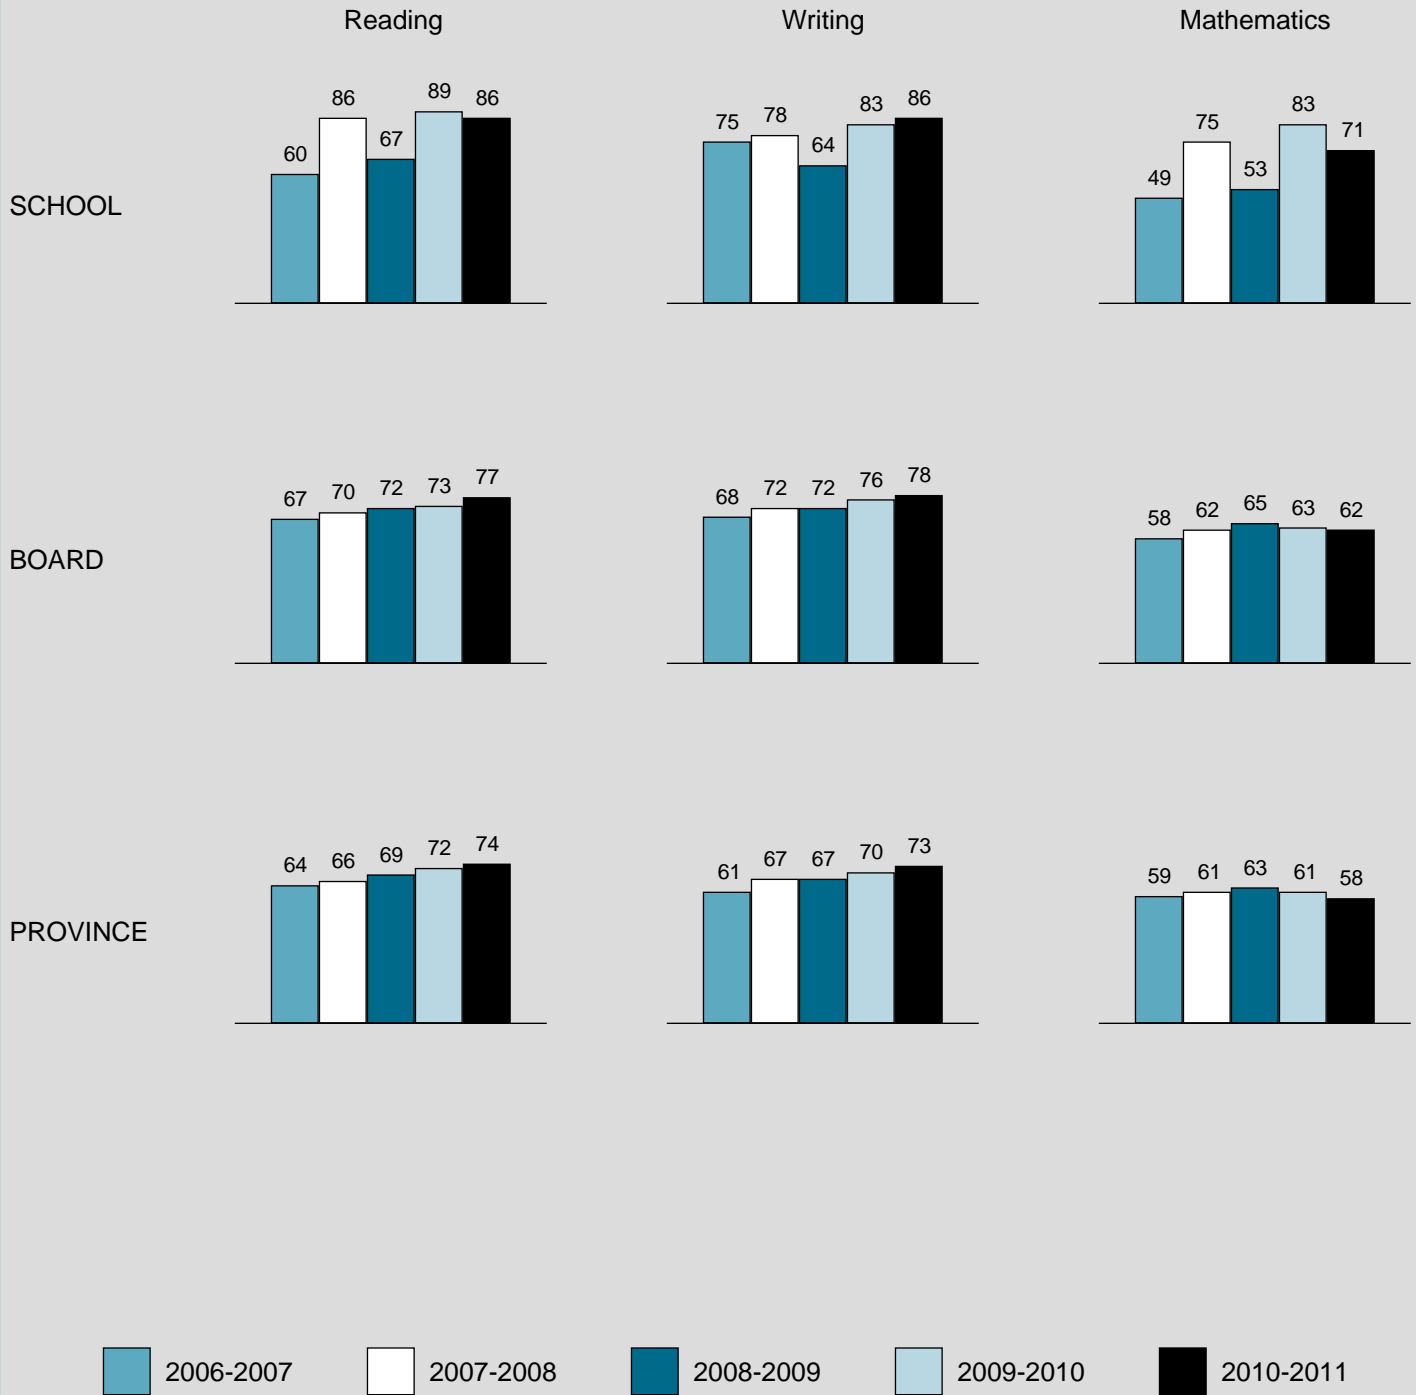 Reading Writing Mathematics
SCHOOL
60 86 67 89 86
75 78 64 83 86
49 75 53 83 71
BOARD
67 70 72 73 77
68 72 72 76 78
58 62 65 63 62
PROVINCE
64 66 69 72 74
61 67 67 70 73
59 61 63 61 58
2006-2007 2007-2008 2008-2009 2009-2010 2010-2011